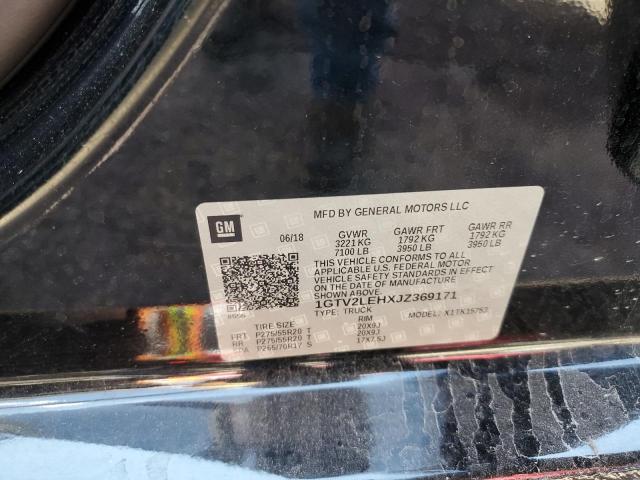 GM
MFD BY GENERAL MOTORS LLC
06/18 GVWR GAWR FRT GAWR RR
3221 KG 1792 KG 1792 KG
7100 LB 3950 LB 3950 LB
THIS VEHICLE CONFORMS TO ALL
APPLICABLE U.S. FEDERAL MOTOR
VEHICLE SAFETY STANDARDS IN EFFECT
ON THE DATE OF MANUFACTURE
SHOWN ABOVE.
1GTV2LEHXJZ369171
TYPE: TRUCK MODEL: X1TK15753
TIRE SIZE RIM
FRT P275/55R20 T 20X9J
RR P275/55R20 T 20X9J
SPA P265/70R17 S 17X7.5J